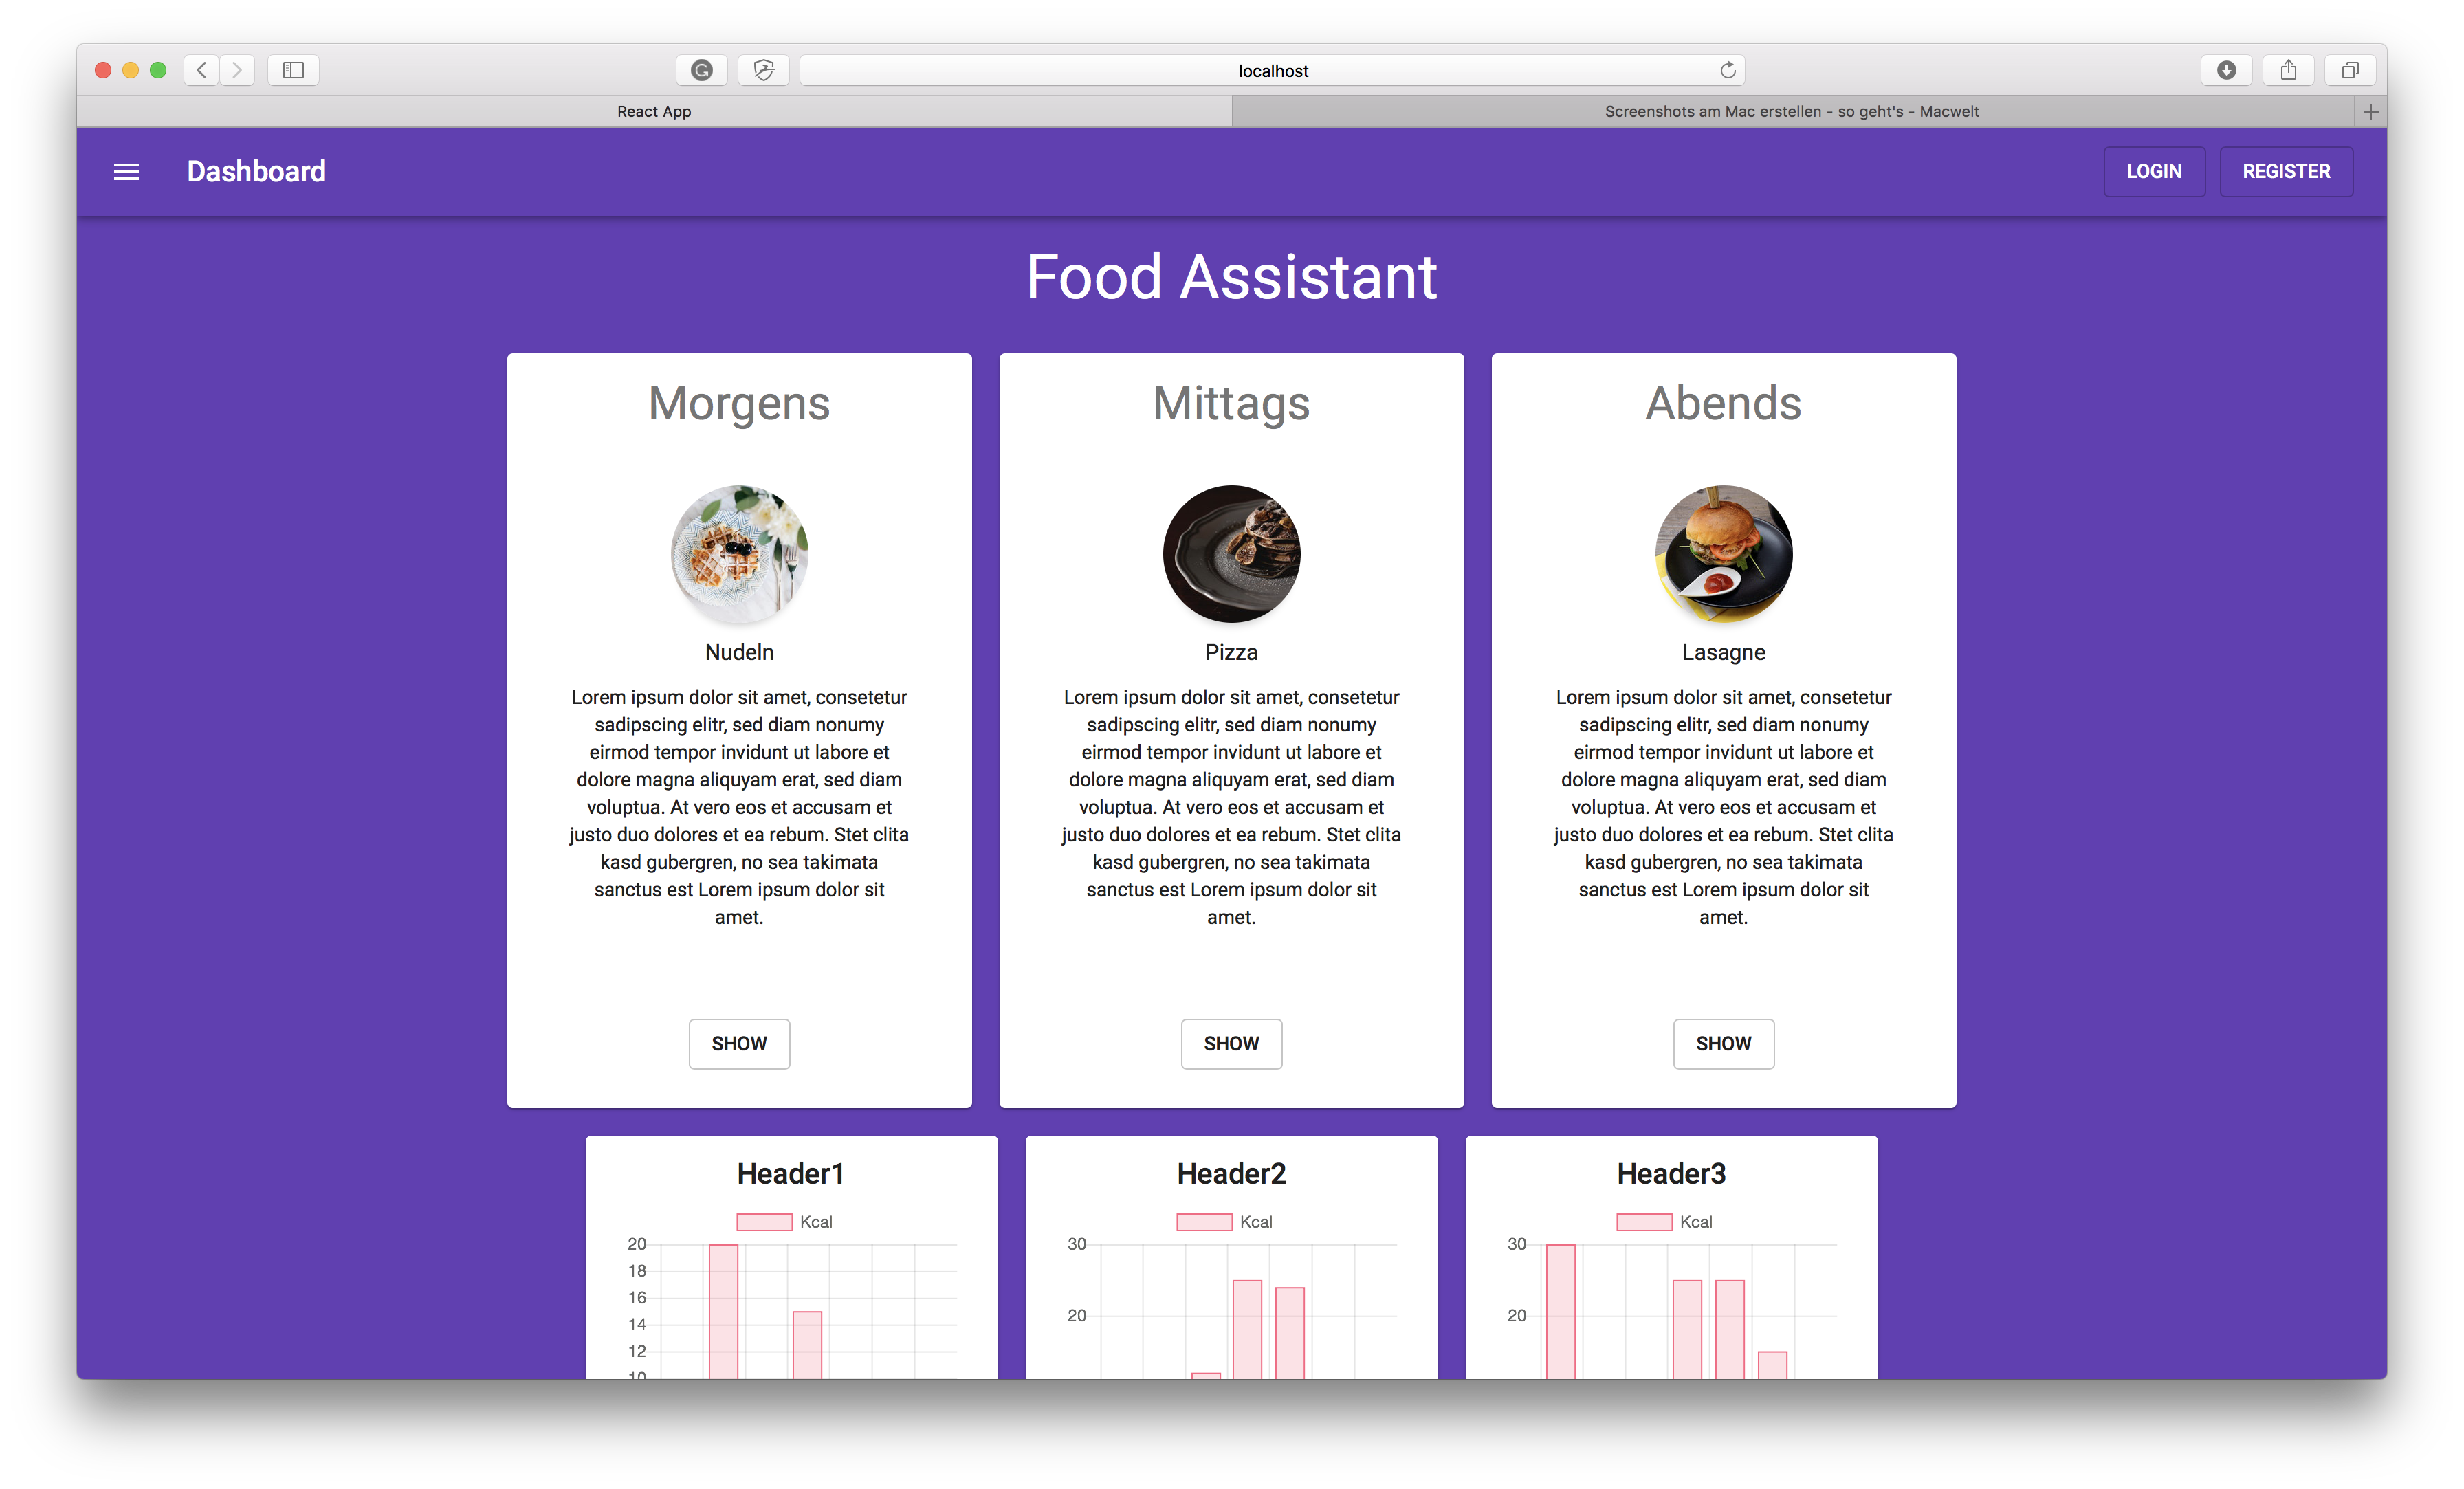 localhost
React App
Screenshots am Mac erstellen - so geht's - Macwelt
Dashboard
LOGIN
REGISTER
Food Assistant
Morgens
Nudeln
Lorem ipsum dolor sit amet, consetetur
sadipscing elitr, sed diam nonumy
eirmod tempor invidunt ut labore et
dolore magna aliquyam erat, sed diam
voluptua. At vero eos et accusam et
justo duo dolores et ea rebum. Stet clita
kasd gubergren, no sea takimata
sanctus est Lorem ipsum dolor sit
amet.
SHOW
Mittags
Pizza
Lorem ipsum dolor sit amet, consetetur
sadipscing elitr, sed diam nonumy
eirmod tempor invidunt ut labore et
dolore magna aliquyam erat, sed diam
voluptua. At vero eos et accusam et
justo duo dolores et ea rebum. Stet clita
kasd gubergren, no sea takimata
sanctus est Lorem ipsum dolor sit
amet.
SHOW
Abends
Lasagne
Lorem ipsum dolor sit amet, consetetur
sadipscing elitr, sed diam nonumy
eirmod tempor invidunt ut labore et
dolore magna aliquyam erat, sed diam
voluptua. At vero eos et accusam et
justo duo dolores et ea rebum. Stet clita
kasd gubergren, no sea takimata
sanctus est Lorem ipsum dolor sit
amet.
SHOW
Header1
Kcal
20
18
16
14
12
10
Header2
Kcal
30
20
Header3
Kcal
30
20